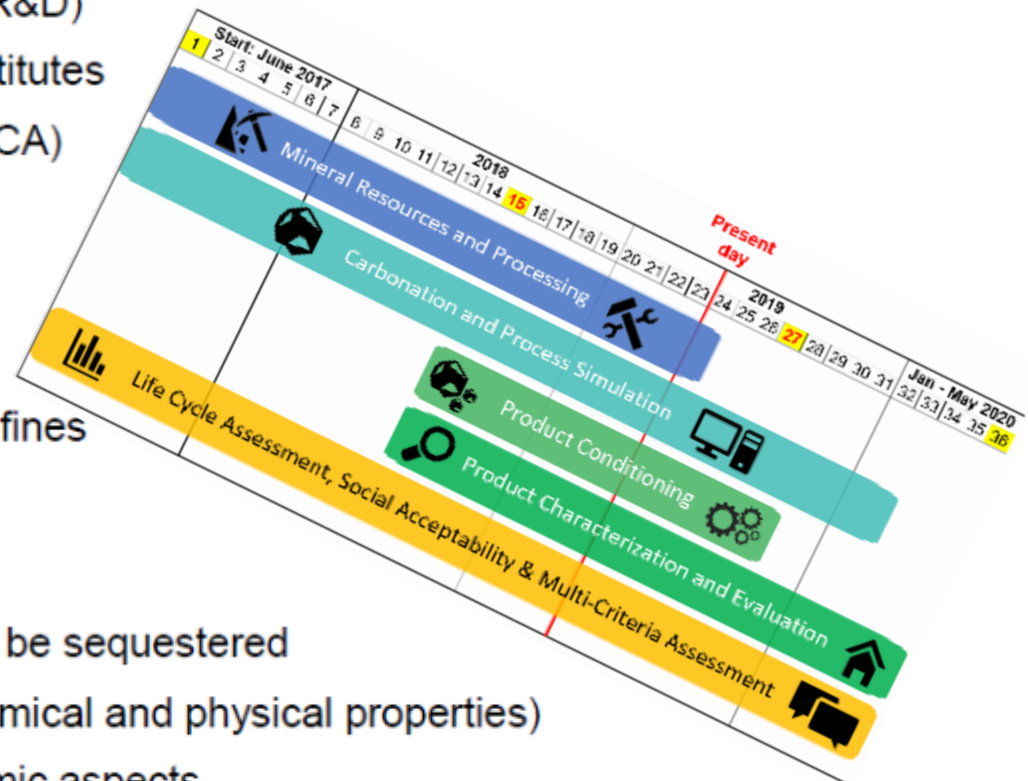 R&D)
titutes
CA)
fines
be sequestered
mical and physical properties)
mic aspects
Start: June 2017
1 2 3 4 5 6 7 8 9 10 11 12 13 14 15 16 17 18 19 20 21 22 23 24 25 26 27 28 29 30 31 32 33 34 35 36
2018
Present
day
2019
Jan - May 2020
Mineral Resources and Processing
Carbonation and Process Simulation
Product Conditioning
Product Characterization and Evaluation
Life Cycle Assessment, Social Acceptability & Multi-Criteria Assessment